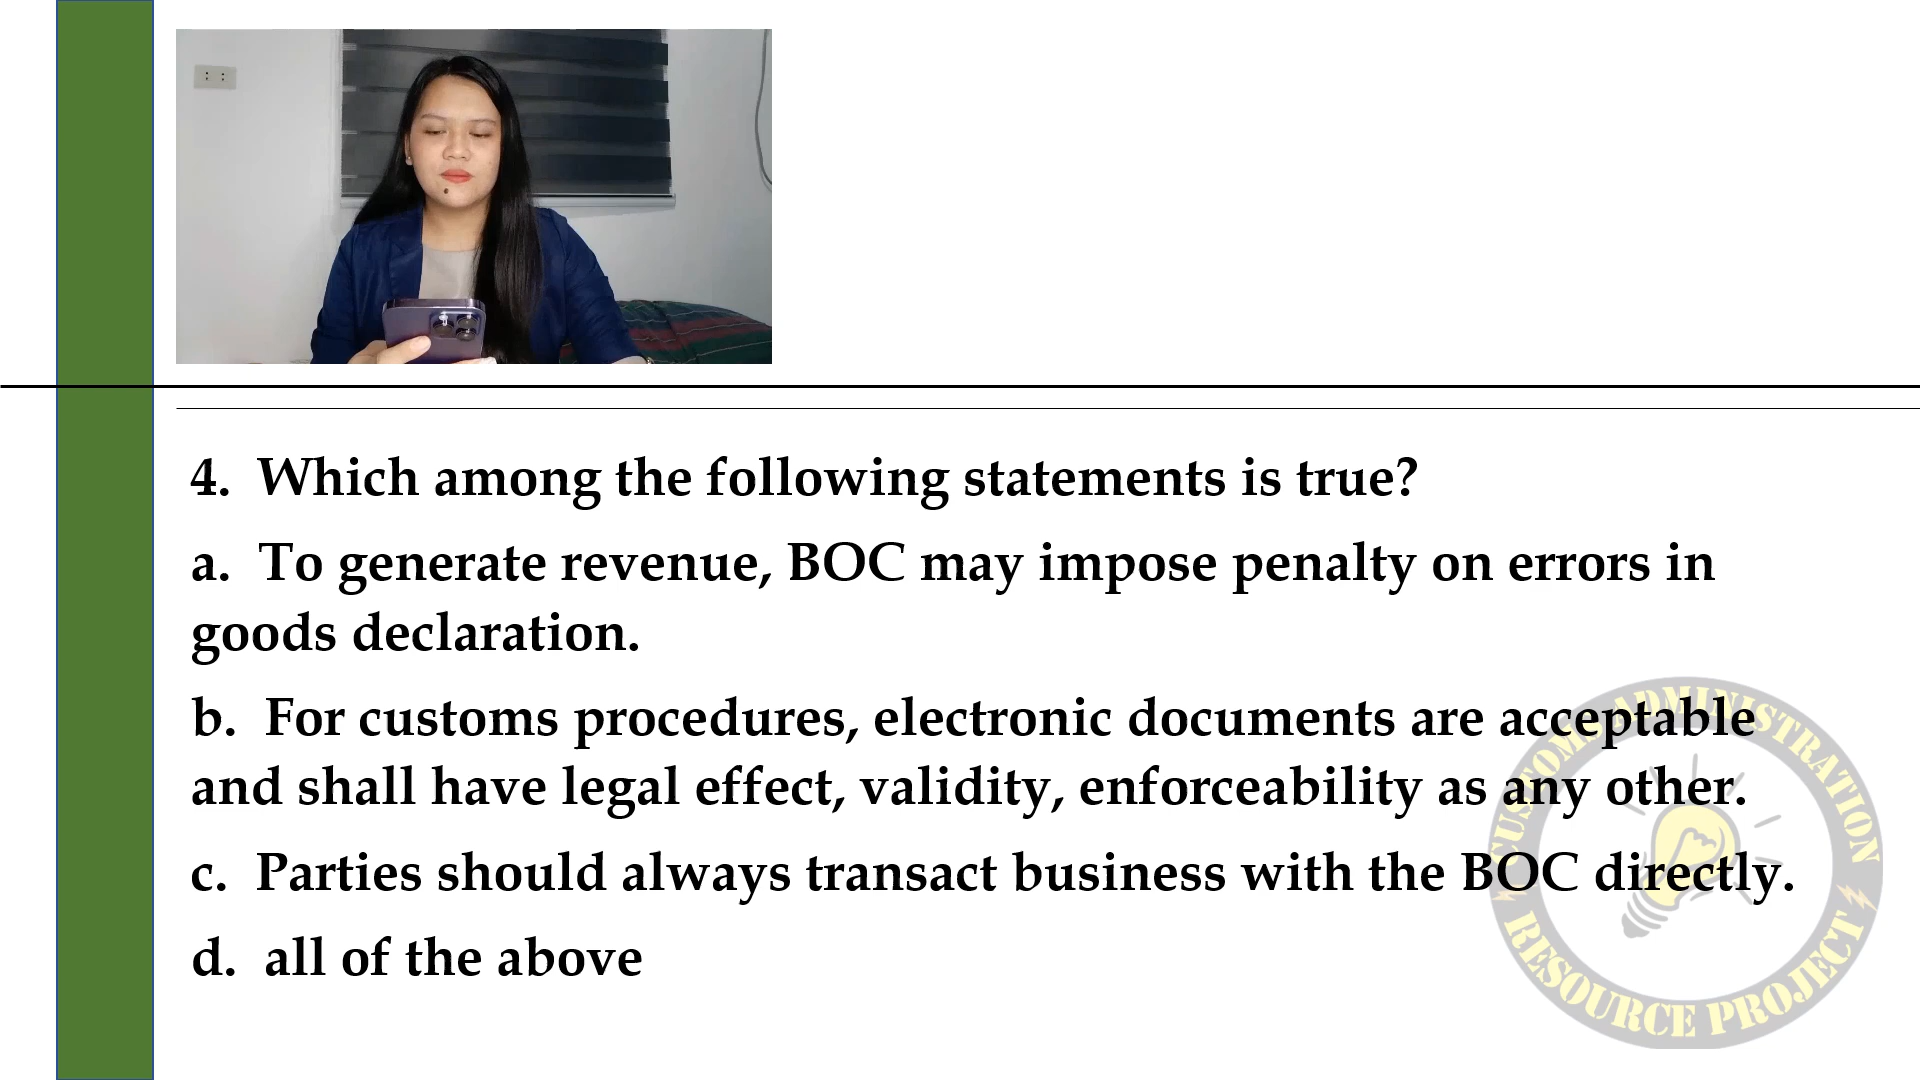 4. Which among the following statements is true?
a. To generate revenue, BOC may impose penalty on errors in
goods declaration.
b. For customs procedures, electronic documents are acceptable
and shall have legal effect, validity, enforceability as any other.
c. Parties should always transact business with the BOC directly.
d. all of the above
CUSTOMS ADMINISTRATION
RESOURCE PROJECT